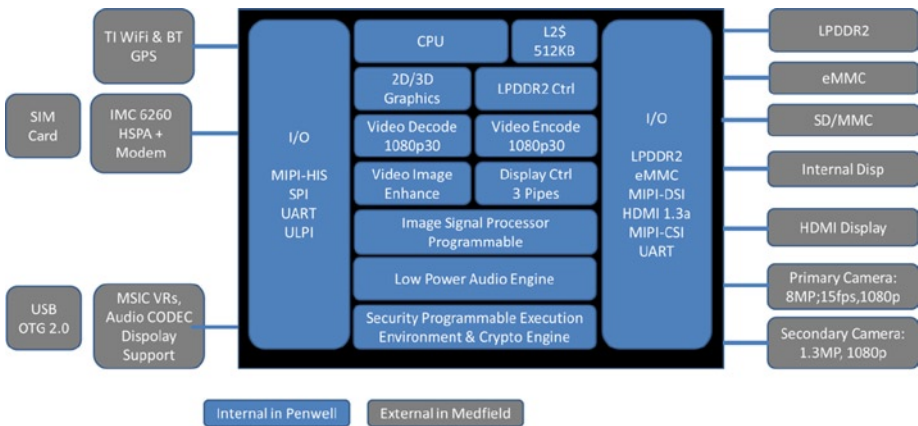 TI WiFi & BT
GPS
SIM
Card
IMC 6260
HSPA +
Modem
USB
OTG 2.0
MSIC VRs,
Audio CODEC
Dispolay
Support
I/O
MIPI-HIS
SPI
UART
ULPI
CPU
L2$
512KB
2D/3D
Graphics
LPDDR2 Ctrl
Video Decode
1080p30
Video Encode
1080p30
Video Image
Enhance
Display Ctrl
3 Pipes
Image Signal Processor
Programmable
Low Power Audio Engine
Security Programmable Execution
Environment & Crypto Engine
I/O
LPDDR2
eMMC
MIPI-DSI
HDMI 1.3a
MIPI-CSI
UART
LPDDR2
eMMC
SD/MMC
Internal Disp
HDMI Display
Primary Camera:
8MP;15fps,1080p
Secondary Camera:
1.3MP, 1080p
Internal in Penwell
External in Medfield